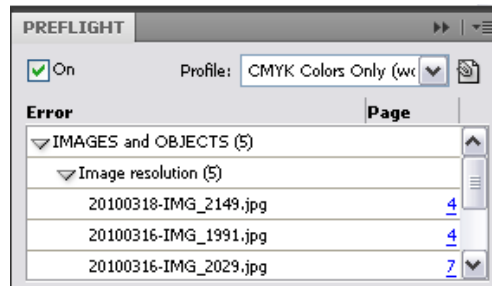 PREFLIGHT
On Profile: CMYK Colors Only (wc
Error Page
IMAGES and OBJECTS (5)
Image resolution (5)
20100318-IMG_2149.jpg 4
20100316-IMG_1991.jpg 4
20100316-IMG_2029.jpg 7